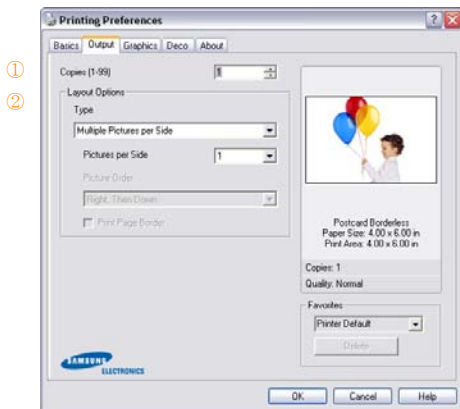 Printing Preferences
Basics Output Graphics Deco About
① Copies (1-99) 1
② Layout Options
Type
Multiple Pictures per Side
Pictures per Side 1
Picture Order
Right, Then Down
Print Page Border
Postcard Borderless
Paper Size: 4.00 x 6.00 in
Print Area: 4.00 x 6.00 in
Copies: 1
Quality: Normal
Favorites
Printer Default
Delete
SAMSUNG
ELECTRONICS
OK Cancel Help